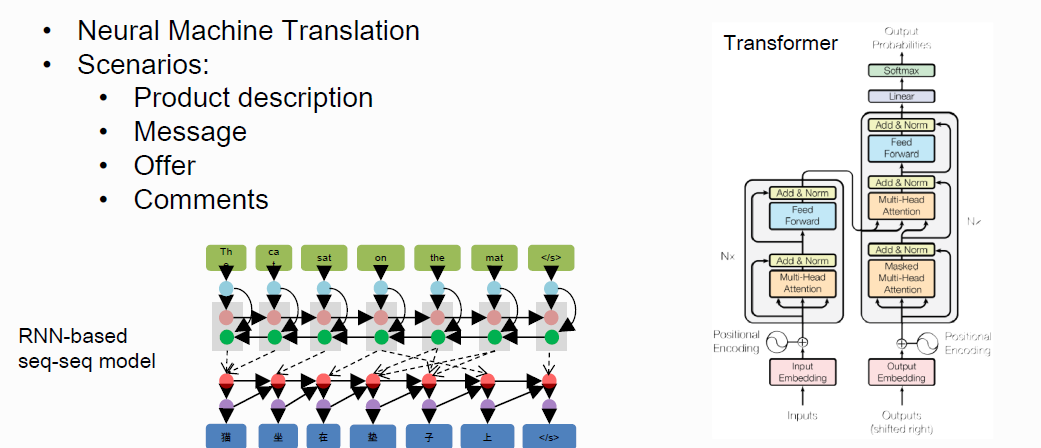 • Neural Machine Translation
• Scenarios:
• Product description
• Message
• Offer
• Comments
RNN-based
seq-seq model
Th
ca
sat
on
the
mat
</s>
猫
坐
在
垫
子
上
</s>
Transformer
Output
Probabilities
Softmax
Linear
Add & Norm
Feed
Forward
Add & Norm
Multi-Head
Attention
Add & Norm
Masked
Multi-Head
Attention
Nx
Add & Norm
Feed
Forward
Nx
Add & Norm
Multi-Head
Attention
Positional
Encoding
Positional
Encoding
Input
Embedding
Output
Embedding
Inputs
Outputs
(shifted right)